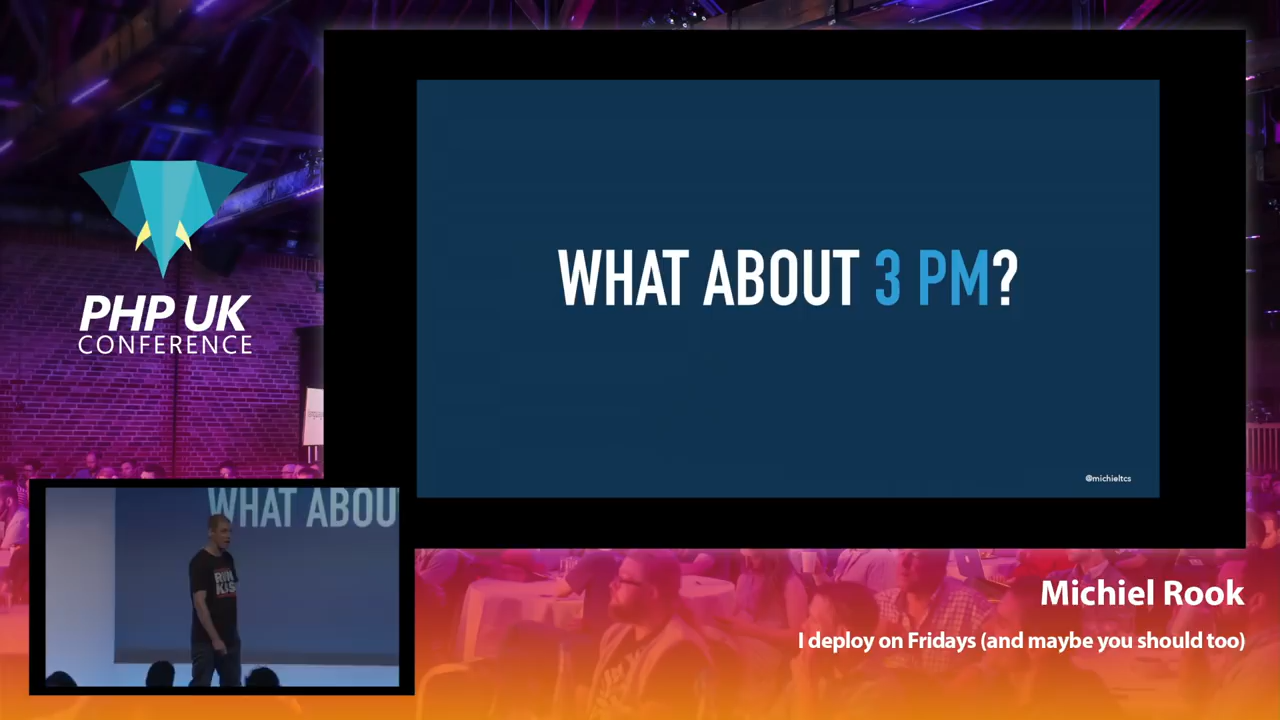 WHAT ABOUT 3 PM?
@michieltcs
PHP UK
CONFERENCE
WHAT ABOU
RUN
Michiel Rook
I deploy on Fridays (and maybe you should too)